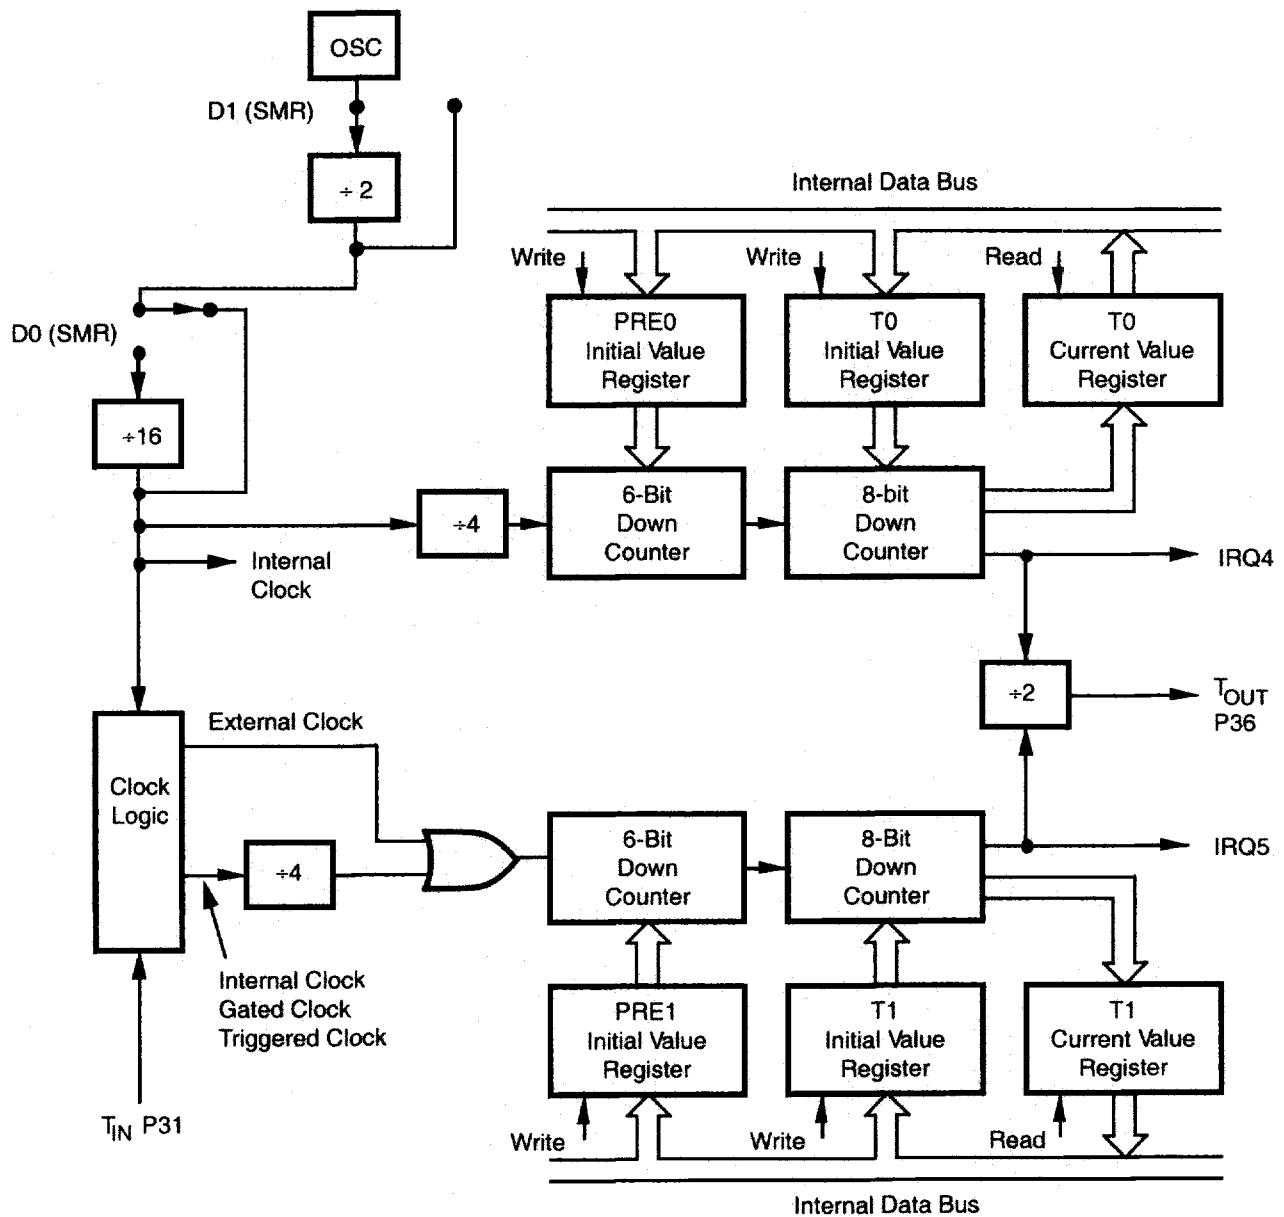 OSC
D1 (SMR)
÷ 2
Internal Data Bus
Write
Write
Read
PRE0
Initial Value
Register
T0
Initial Value
Register
T0
Current Value
Register
D0 (SMR)
÷16
÷4
6-Bit
Down
Counter
8-bit
Down
Counter
Internal
Clock
IRQ4
÷2
TOUT
P36
External Clock
Clock
Logic
÷4
6-Bit
Down
Counter
8-Bit
Down
Counter
IRQ5
Internal Clock
Gated Clock
Triggered Clock
PRE1
Initial Value
Register
T1
Initial Value
Register
T1
Current Value
Register
TIN P31
Write
Write
Read
Internal Data Bus